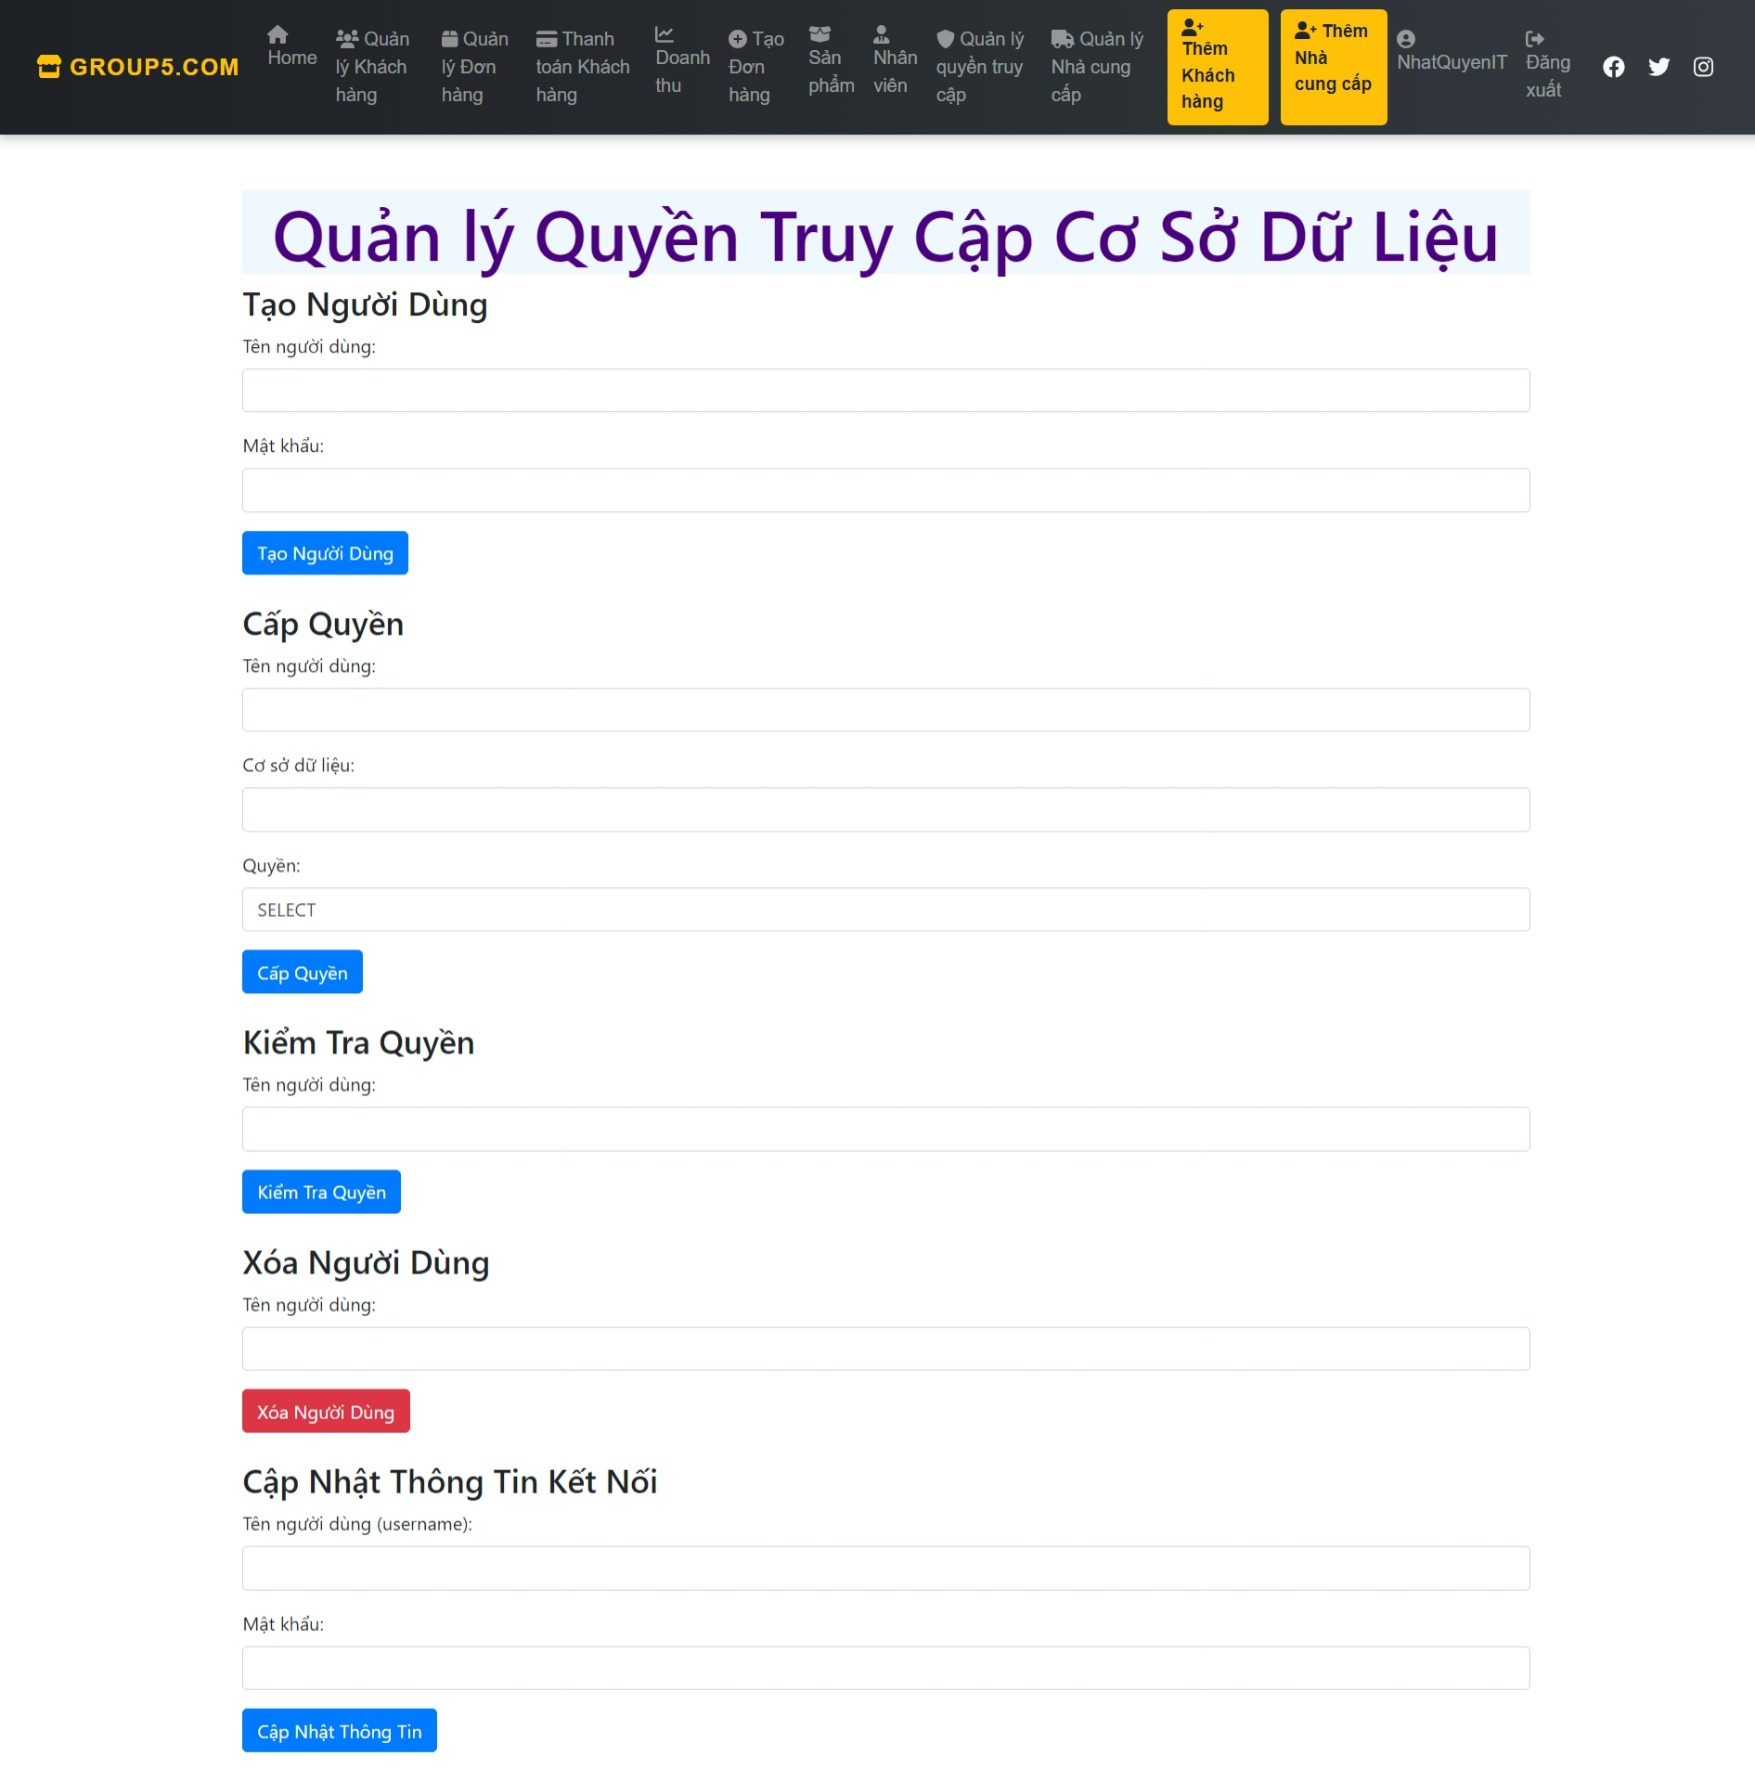 GROUP5.COM
Home
Quản lý Khách hàng
Quản lý Đơn hàng
Thanh toán Khách hàng
Doanh thu
Tạo Đơn hàng
Sản phẩm
Nhân viên
Quản lý quyền truy cập
Quản lý Nhà cung cấp
Thêm Khách hàng
Thêm Nhà cung cấp
NhatQuyenIT
Đăng xuất
Quản lý Quyền Truy Cập Cơ Sở Dữ Liệu
Tạo Người Dùng
Tên người dùng:
Mật khẩu:
Tạo Người Dùng
Cấp Quyền
Tên người dùng:
Cơ sở dữ liệu:
Quyền:
SELECT
Cấp Quyền
Kiểm Tra Quyền
Tên người dùng:
Kiểm Tra Quyền
Xóa Người Dùng
Tên người dùng:
Xóa Người Dùng
Cập Nhật Thông Tin Kết Nối
Tên người dùng (username):
Mật khẩu:
Cập Nhật Thông Tin